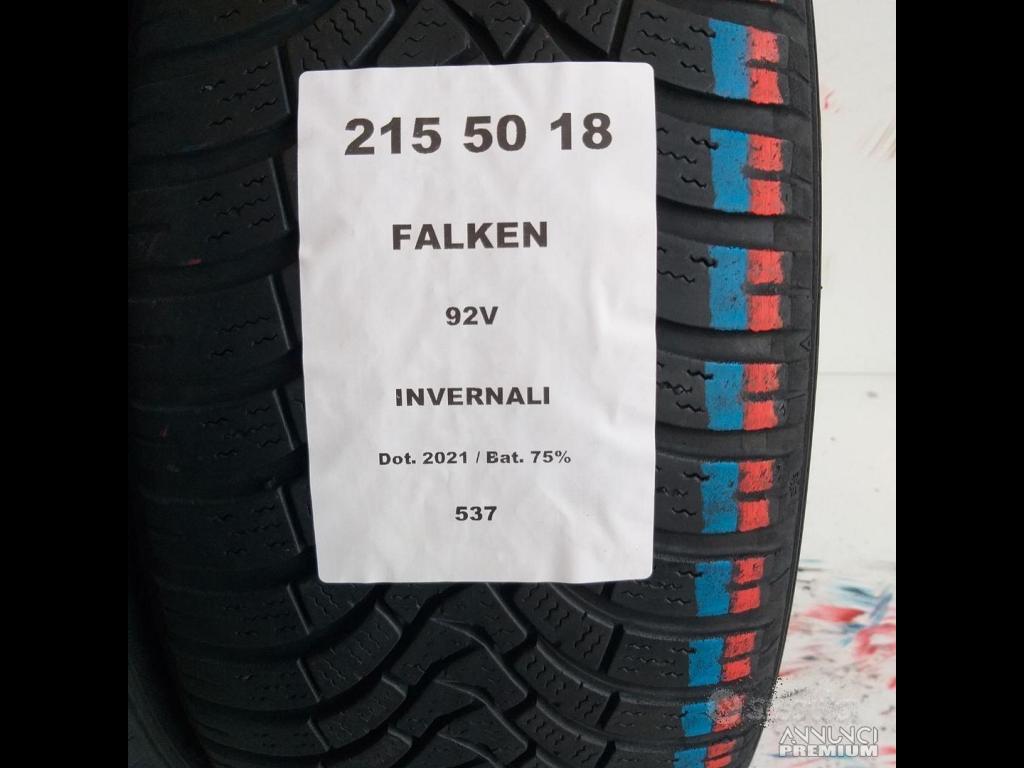 215 50 18
FALKEN
92V
INVERNALI
Dot. 2021 / Bat. 75%
537
ANNUNCI
PREMIUM